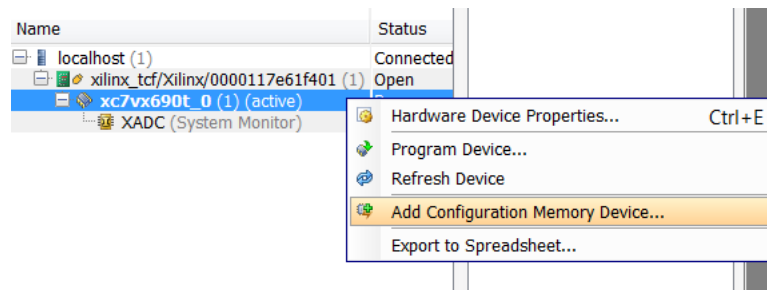 Name Status
localhost (1) Connected
xilinx_tcf/Xilinx/0000117e61f401 (1) Open
xc7vx690t_0 (1) (active)
XADC (System Monitor)
Hardware Device Properties... Ctrl+E
Program Device...
Refresh Device
Add Configuration Memory Device...
Export to Spreadsheet...